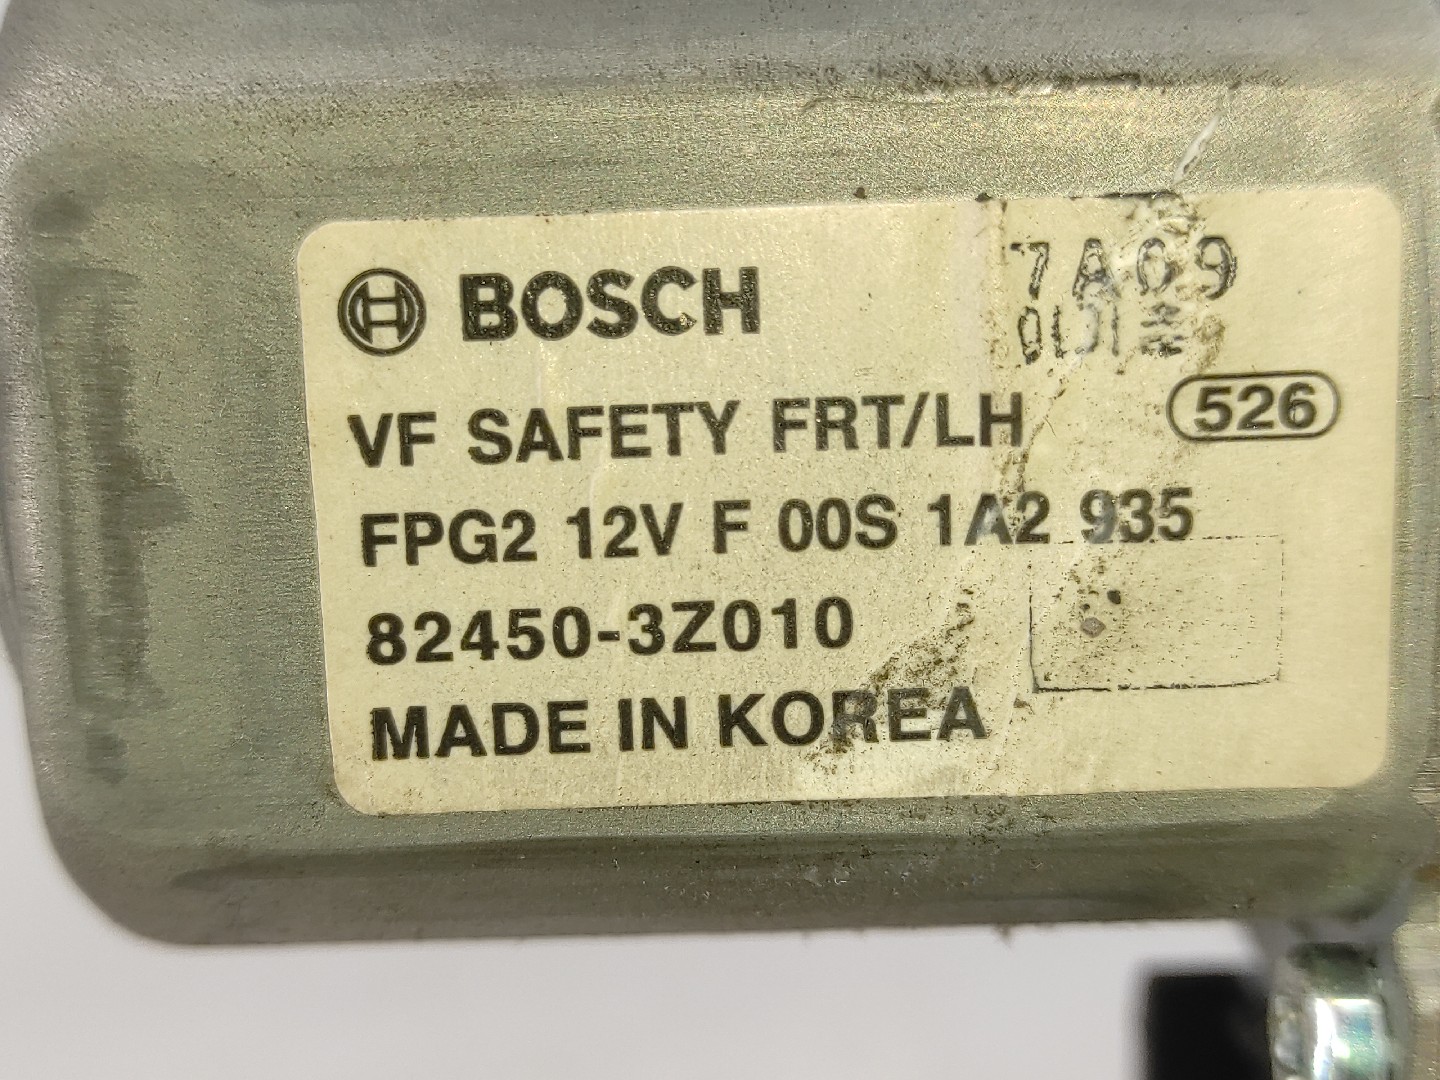 BOSCH
7A09
VF SAFETY FRT/LH
526
FPG2 12V F 00S 1A2 935
82450-3Z010
MADE IN KOREA